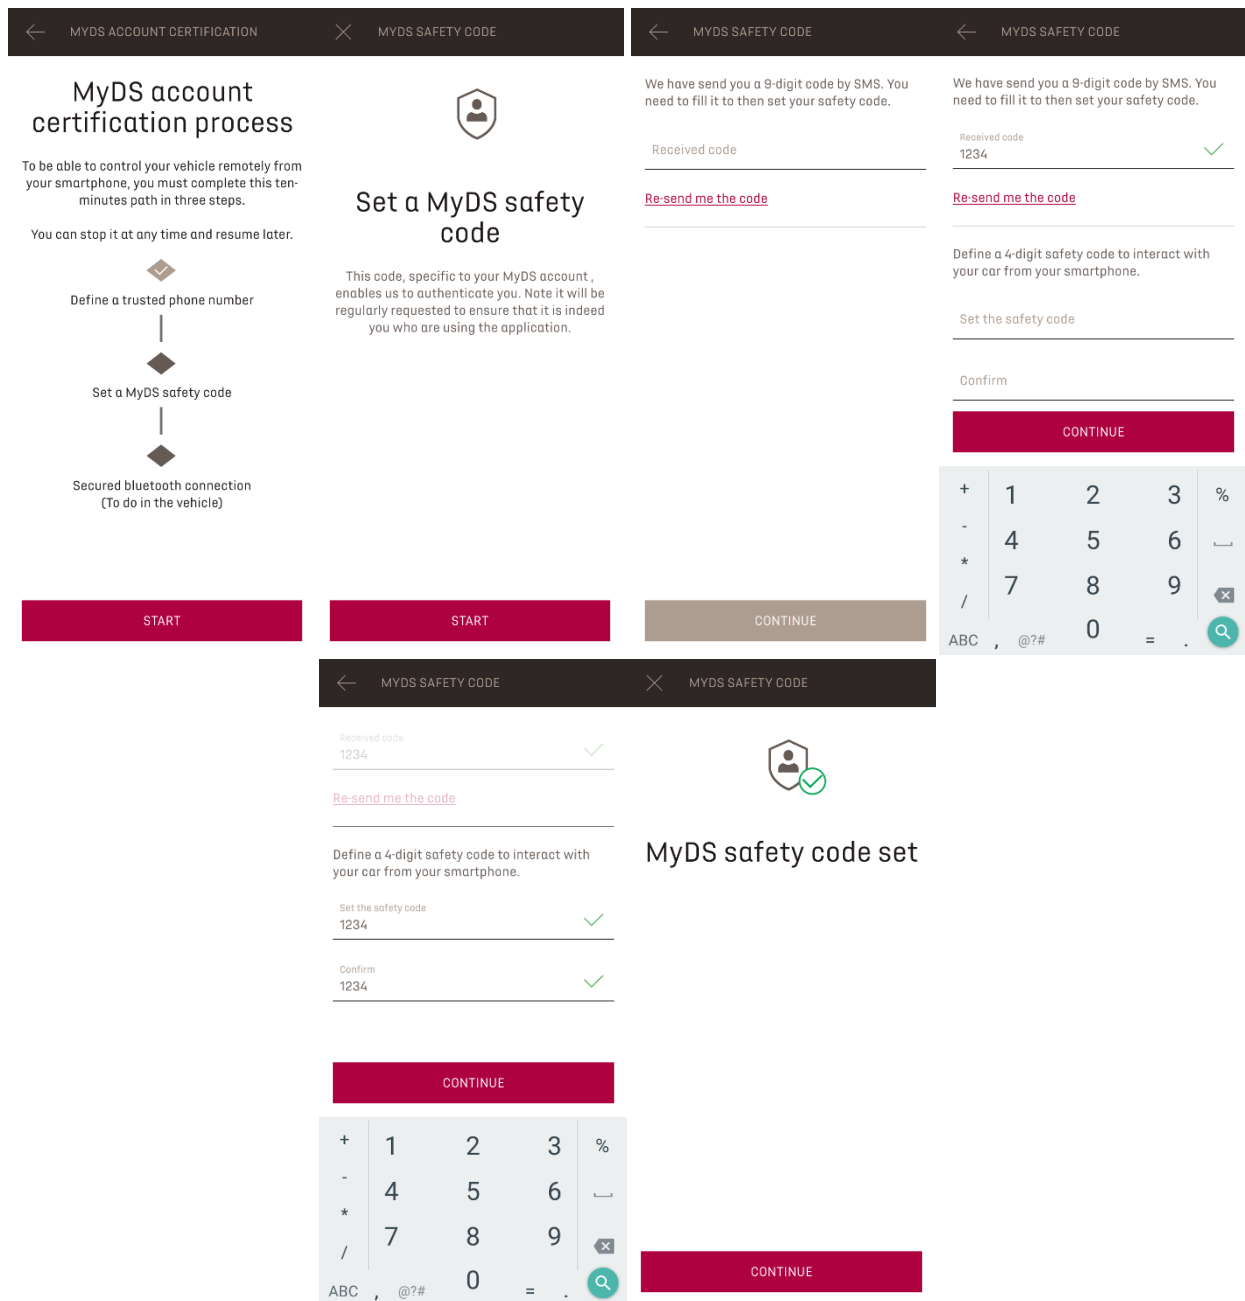 MYDS ACCOUNT CERTIFICATION
MyDS account
certification process
To be able to control your vehicle remotely from
your smartphone, you must complete this ten-
minutes path in three steps.
You can stop it at any time and resume later.
Define a trusted phone number
Set a MyDS safety code
Secured bluetooth connection
(To do in the vehicle)
START
MYDS SAFETY CODE
Set a MyDS safety
code
This code, specific to your MyDS account ,
enables us to authenticate you. Note it will be
regularly requested to ensure that it is indeed
you who are using the application.
START
MYDS SAFETY CODE
We have send you a 9-digit code by SMS. You
need to fill it to then set your safety code.
Received code
Re-send me the code
CONTINUE
MYDS SAFETY CODE
We have send you a 9-digit code by SMS. You
need to fill it to then set your safety code.
Received code
1234
Re-send me the code
Define a 4-digit safety code to interact with
your car from your smartphone.
Set the safety code
Confirm
CONTINUE
+ 1 2 3 %
- 4 5 6
* 7 8 9
/
ABC , @?# 0 = .
MYDS SAFETY CODE
Received code
1234
Re-send me the code
Define a 4-digit safety code to interact with
your car from your smartphone.
Set the safety code
1234
Confirm
1234
CONTINUE
+ 1 2 3 %
- 4 5 6
* 7 8 9
/
ABC , @?# 0 = .
MYDS SAFETY CODE
MyDS safety code set
CONTINUE